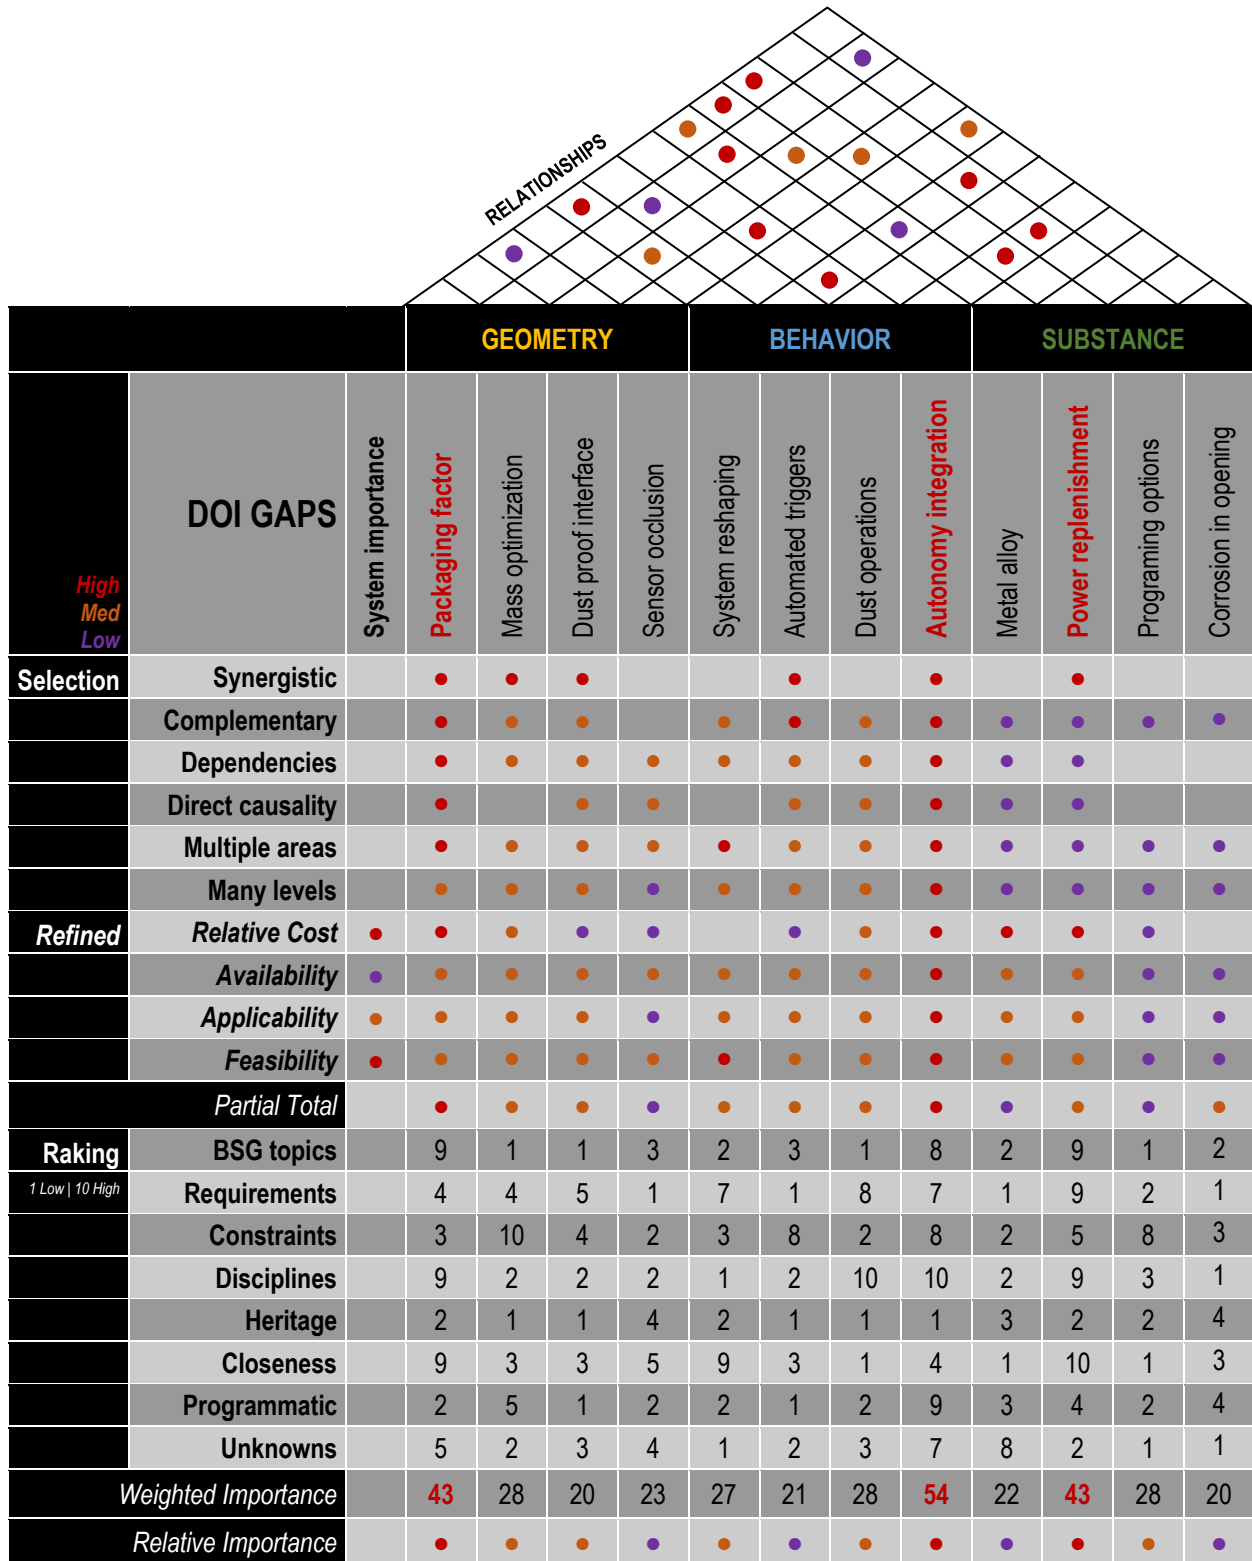 RELATIONSHIPS
GEOMETRY BEHAVIOR SUBSTANCE
High
Med
Low
DOI GAPS
System importance
Packaging factor
Mass optimization
Dust proof interface
Sensor occlusion
System reshaping
Automated triggers
Dust operations
Autonomy integration
Metal alloy
Power replenishment
Programing options
Corrosion in opening
Selection Synergistic
Complementary
Dependencies
Direct causality
Multiple areas
Many levels
Refined Relative Cost
Availability
Applicability
Feasibility
Partial Total
Raking BSG topics 9 1 1 3 2 3 1 8 2 9 1 2
1 Low | 10 High Requirements 4 4 5 1 7 1 8 7 1 9 2 1
Constraints 3 10 4 2 3 8 2 8 2 5 8 3
Disciplines 9 2 2 2 1 2 10 10 2 9 3 1
Heritage 2 1 1 4 2 1 1 1 3 2 2 4
Closeness 9 3 3 5 9 3 1 4 1 10 1 3
Programmatic 2 5 1 2 2 1 2 9 3 4 2 4
Unknowns 5 2 3 4 1 2 3 7 8 2 1 1
Weighted Importance 43 28 20 23 27 21 28 54 22 43 28 20
Relative Importance